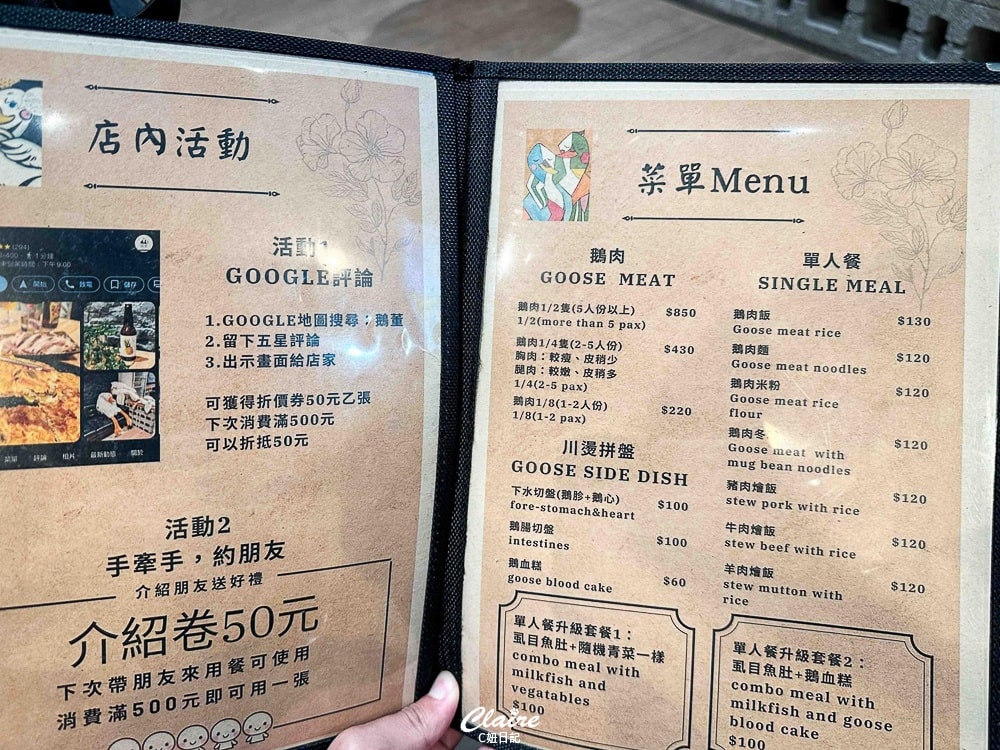 店內活動
(294)
活動1
GOOGLE評論
1.GOOGLE地圖搜尋：鵝董
2.留下五星評論
3.出示畫面給店家
可獲得折價券50元乙張
下次消費滿500元
可以折抵50元
致電
儲存
菜單 評論 相片 最新動態 關於
活動2
手牽手，約朋友
介紹朋友送好禮
介紹卷50元
下次帶朋友來用餐可使用
消費滿500元即可用一張
菜單Menu
鵝肉
GOOSE MEAT
鵝肉1/2隻(5人份以上) $850
1/2(more than 5 pax)
鵝肉1/4隻(2-5人份) $430
胸肉：較瘦、皮稍少
腿肉：較嫩、皮稍多
1/4(2-5 pax)
鵝肉1/8(1-2人份) $220
1/8(1-2 pax)
川燙拼盤
GOOSE SIDE DISH
下水切盤(鵝胗+鵝心) $100
fore-stomach&heart
鵝腸切盤 $100
intestines
鵝血糕 $60
goose blood cake
單人餐升級套餐1：
虱目魚肚+隨機青菜一樣
combo meal with
milkfish and
vegatables
$100
單人餐
SINGLE MEAL
鵝肉飯 $130
Goose meat rice
鵝肉麵 $120
Goose meat noodles
鵝肉米粉 $120
Goose meat rice
flour
鵝肉冬 $120
Goose meat with
mug bean noodles
豬肉燴飯 $120
stew pork with rice
牛肉燴飯 $120
stew beef with rice
羊肉燴飯 $120
stew mutton with
rice
單人餐升級套餐2：
虱目魚肚+鵝血糕
combo meal with
milkfish and goose
blood cake
$100
Claire
C妞日記